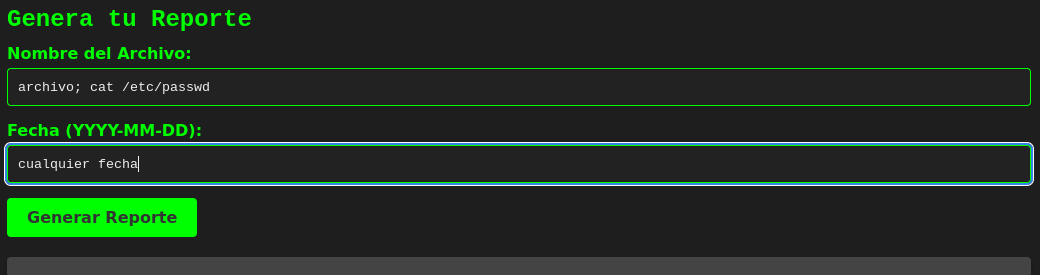 Genera tu Reporte
Nombre del Archivo:
archivo; cat /etc/passwd
Fecha (YYYY-MM-DD):
cualquier fecha
Generar Reporte